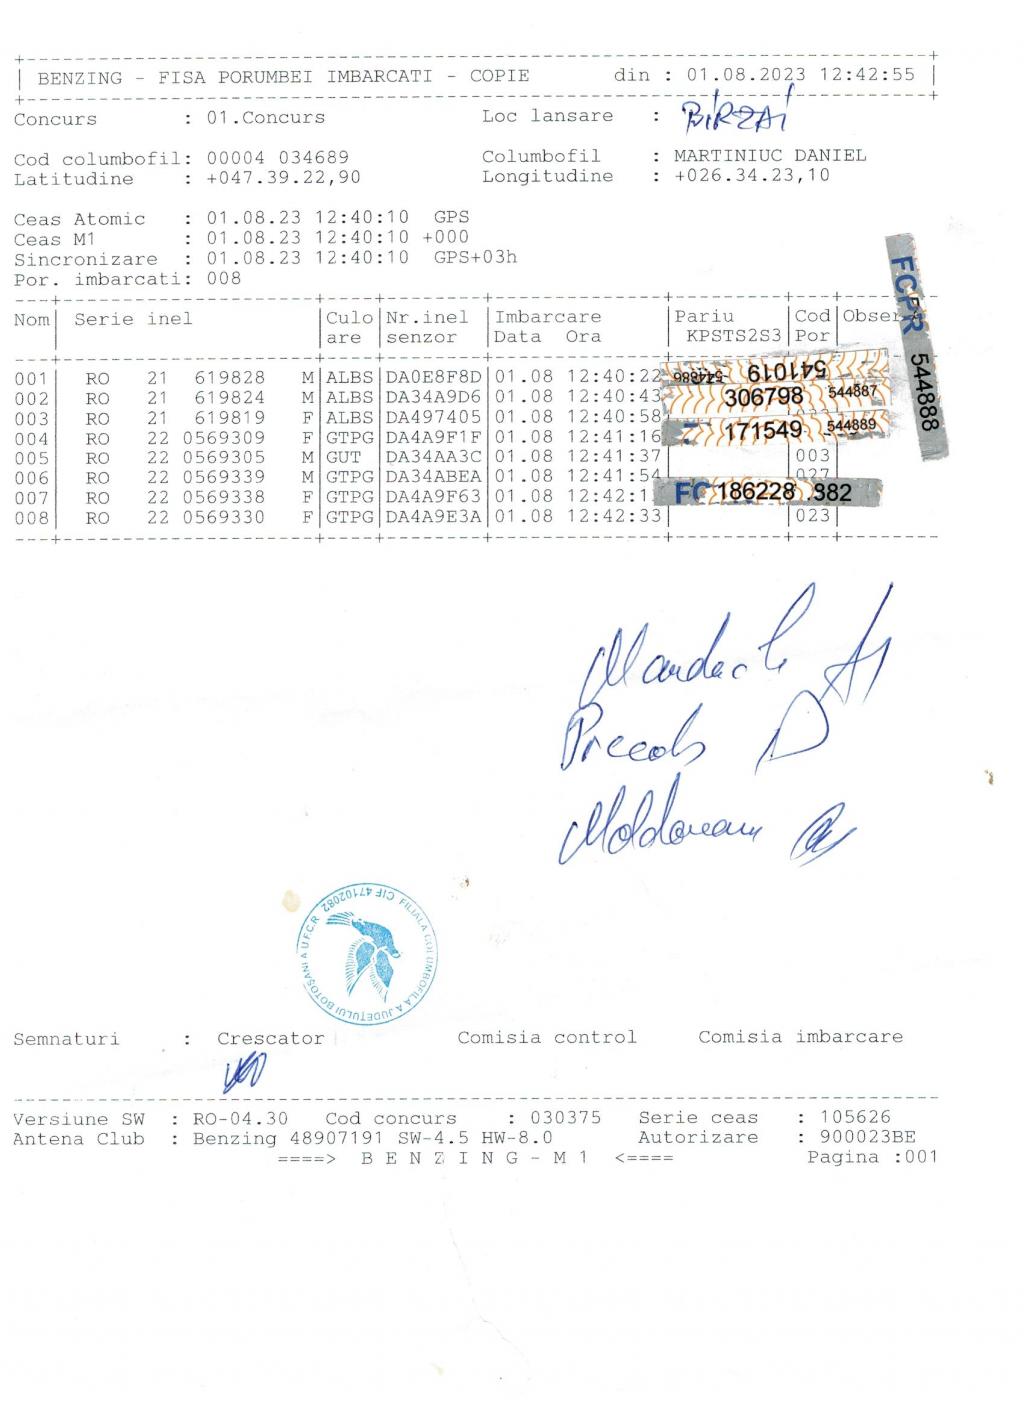 BENZING - FISA PORUMBEI IMBARCATI - COPIE din : 01.08.2023 12:42:55
Concurs : 01.Concurs Loc lansare : BIRZAI
Cod columbofil: 00004 034689 Columbofil : MARTINIUC DANIEL
Latitudine : +047.39.22,90 Longitudine : +026.34.23,10
Ceas Atomic : 01.08.23 12:40:10 GPS
Ceas M1 : 01.08.23 12:40:10 +000
Sincronizare : 01.08.23 12:40:10 GPS+03h
Por. imbarcati: 008
Nom Serie inel Culo Nr.inel Imbarcare Pariu Cod Obser
are senzor Data Ora KPSTS2S3 Por
FCPR 544888
001 RO 21 619828 M ALBS DA0E8F8D 01.08 12:40:22 544886 541019
002 RO 21 619824 M ALBS DA34A9D6 01.08 12:40:43 306798 544887
003 RO 21 619819 F ALBS DA497405 01.08 12:40:58
004 RO 22 0569309 F GTPG DA4A9F1F 01.08 12:41:16 171549 544889
005 RO 22 0569305 M GUT DA34AA3C 01.08 12:41:37 003
006 RO 22 0569339 M GTPG DA34ABEA 01.08 12:41:54 027
007 RO 22 0569338 F GTPG DA4A9F63 01.08 12:42:1 FC 186228 382
008 RO 22 0569330 F GTPG DA4A9E3A 01.08 12:42:33 023
Moldoveanu
FILIALA COLUMBOFILA A JUDEȚULUI BOTOȘANI A U.F.C.R CIF 47102082
Semnaturi : Crescator Comisia control Comisia imbarcare
Versiune SW : RO-04.30 Cod concurs : 030375 Serie ceas : 105626
Antena Club : Benzing 48907191 SW-4.5 HW-8.0 Autorizare : 900023BE
====> B E N Z I N G - M 1 <==== Pagina :001